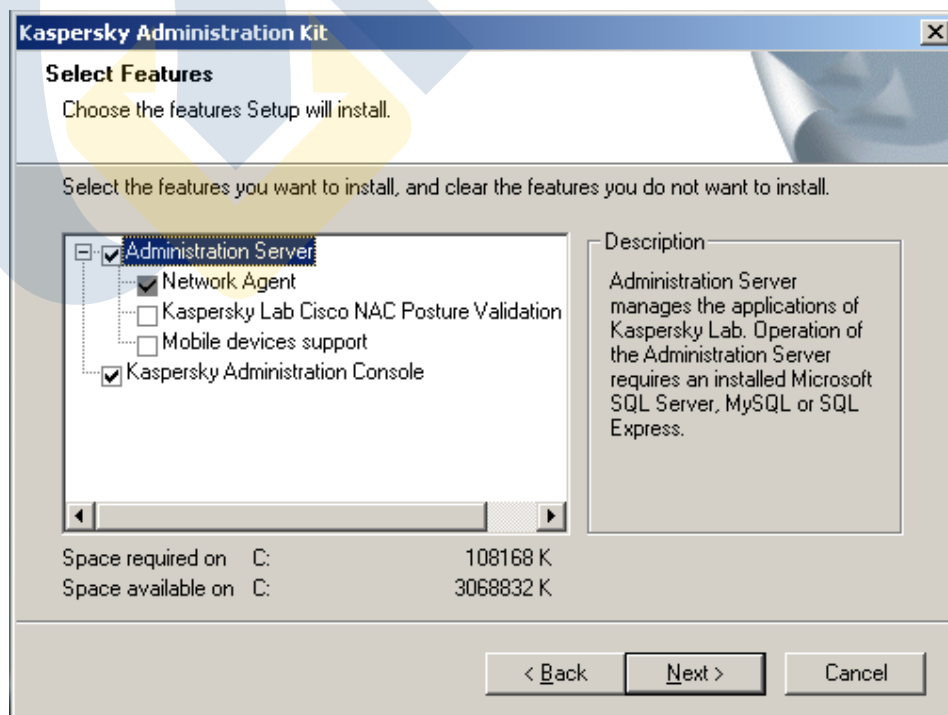 Kaspersky Administration Kit
Select Features
Choose the features Setup will install.
Select the features you want to install, and clear the features you do not want to install.
Administration Server
Network Agent
Kaspersky Lab Cisco NAC Posture Validation
Mobile devices support
Kaspersky Administration Console
Description
Administration Server
manages the applications of
Kaspersky Lab. Operation of
the Administration Server
requires an installed Microsoft
SQL Server, MySQL or SQL
Express.
Space required on C: 108168 K
Space available on C: 3068832 K
< Back
Next >
Cancel